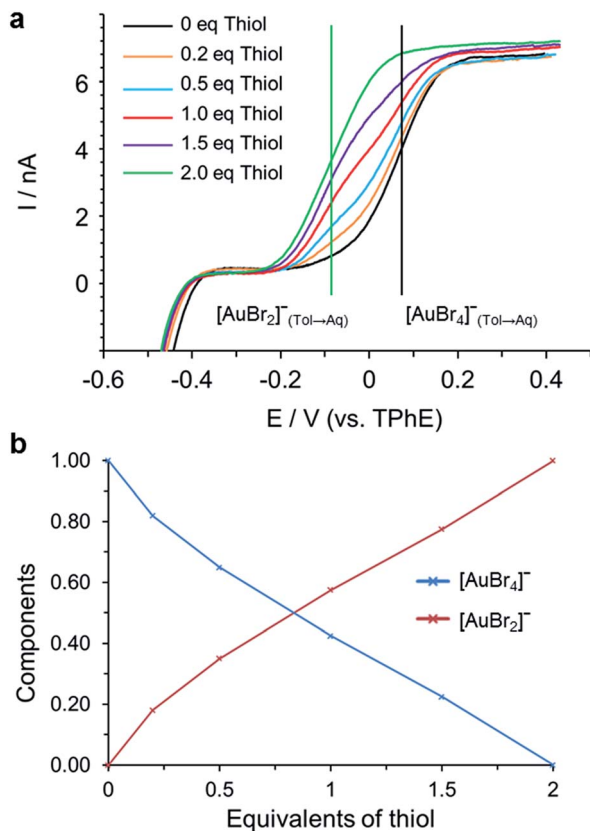 a
0 eq Thiol
0.2 eq Thiol
0.5 eq Thiol
1.0 eq Thiol
1.5 eq Thiol
2.0 eq Thiol
I / nA
6
4
2
0
[AuBr₂]⁻(Tol→Aq)
[AuBr₄]⁻(Tol→Aq)
-0.6 -0.4 -0.2 0 0.2 0.4
E / V (vs. TPhE)
b
Components
1.00
0.80
0.60
0.40
0.20
0.00
[AuBr₄]⁻
[AuBr₂]⁻
0 0.5 1 1.5 2
Equivalents of thiol